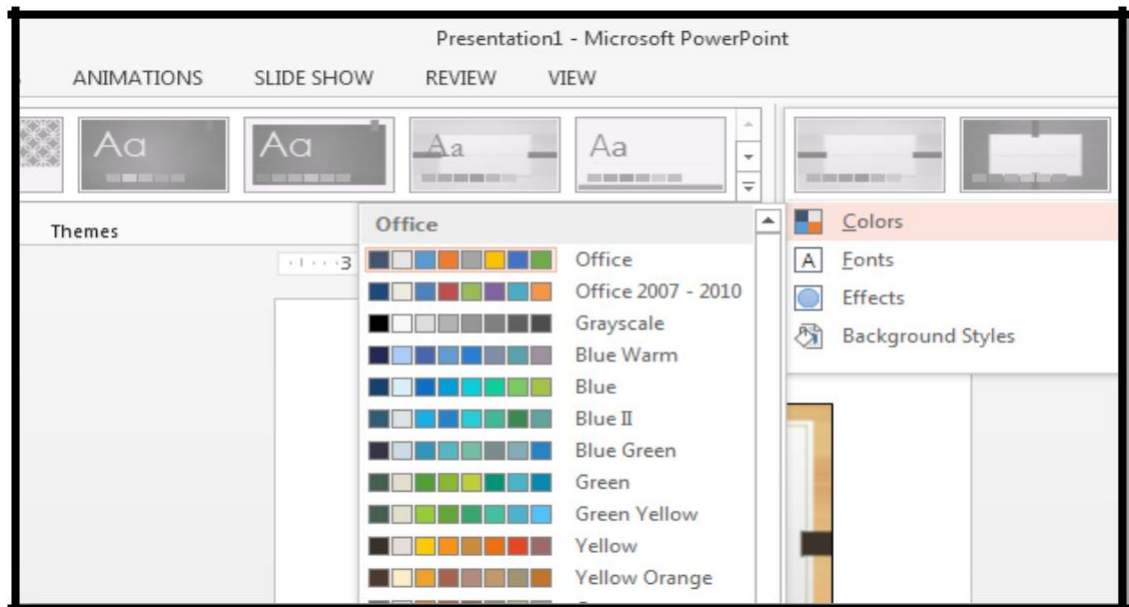 Presentation1 - Microsoft PowerPoint
ANIMATIONS SLIDE SHOW REVIEW VIEW
Aa Aa Aa Aa
Themes
3
Office
Office
Office 2007 - 2010
Grayscale
Blue Warm
Blue
Blue II
Blue Green
Green
Green Yellow
Yellow
Yellow Orange
Colors
A Fonts
Effects
Background Styles